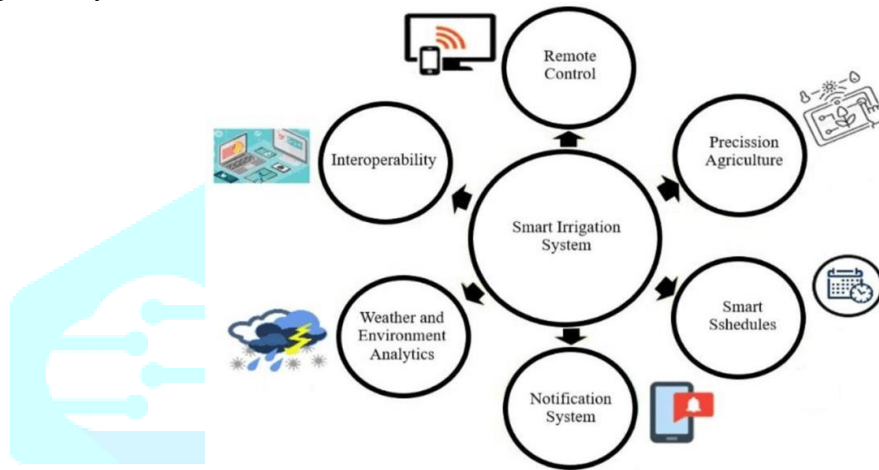 Remote
Control
Precission
Agriculture
Interoperability
Smart Irrigation
System
Smart
Sshedules
Weather and
Environment
Analytics
Notification
System